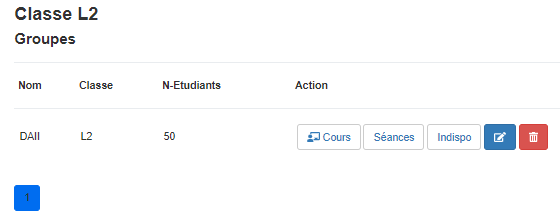 Classe L2
Groupes
Nom Classe N-Etudiants Action
DAII L2 50 Cours Séances Indispo
1